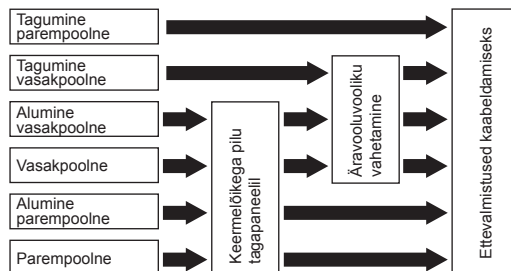 Tagumine
parempoolne
Tagumine
vasakpoolne
Alumine
vasakpoolne
Vasakpoolne
Alumine
parempoolne
Parempoolne
Keermelõikega pilu
tagapaneelil
Äravooluvooliku
vahetamine
Ettevalmistused kaabeldamiseks